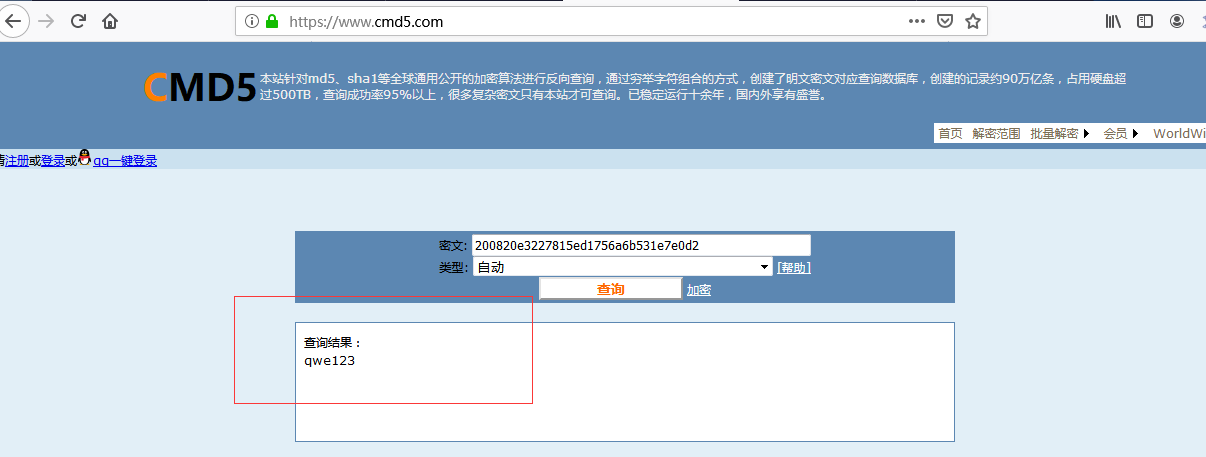 https://www.cmd5.com
CMD5
本站针对md5、sha1等全球通用公开的加密算法进行反向查询，通过穷举字符组合的方式，创建了明文密文对应查询数据库，创建的记录约90万亿条，占用硬盘超
过500TB，查询成功率95%以上，很多复杂密文只有本站才可查询。已稳定运行十余年，国内外享有盛誉。
首页 解密范围 批量解密 会员 WorldWi
请注册或登录或qq一键登录
密文: 200820e3227815ed1756a6b531e7e0d2
类型: 自动 [帮助]
查询 加密
查询结果：
qwe123